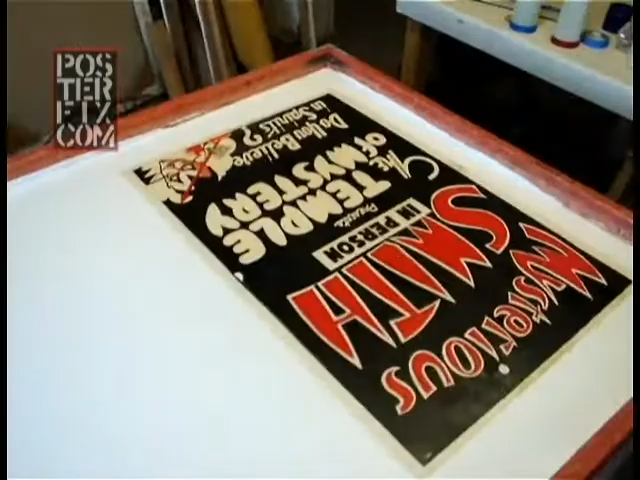 POS
TER
FIX
.COM
Mysterious
SMITH
IN PERSON
Presents
The
TEMPLE
OF MYSTERY
Do You Believe
in Spirits?